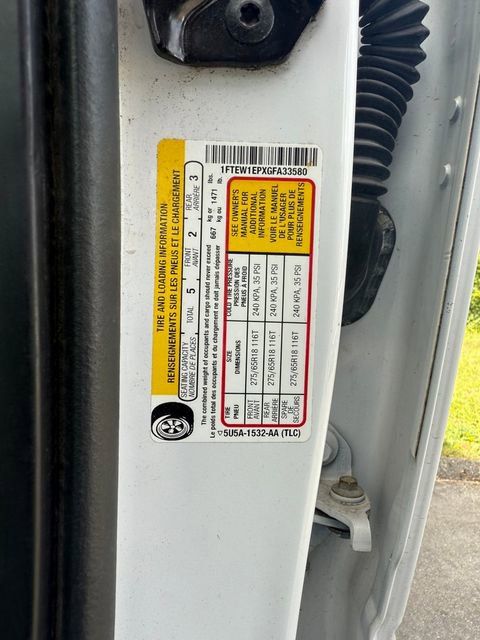 1FTEW1EPXGFA33580
TIRE AND LOADING INFORMATION
RENSEIGNEMENTS SUR LES PNEUS ET LE CHARGEMENT
SEATING CAPACITY
NOMBRE DE PLACES
TOTAL 5
FRONT
AVANT 2
REAR
ARRIÈRE 3
The combined weight of occupants and cargo should never exceed
Le poids total des occupants et du chargement ne doit jamais dépasser
667 kg or 1471 lbs.
kg ou lb.
TIRE
PNEU
SIZE
DIMENSIONS
COLD TIRE PRESSURE
PRESSION DES
PNEUS À FROID
FRONT
AVANT
275/65R18 116T
240 KPA, 35 PSI
REAR
ARRIÈRE
275/65R18 116T
240 KPA, 35 PSI
SPARE
DE
SECOURS
275/65R18 116T
240 KPA, 35 PSI
SEE OWNER'S
MANUAL FOR
ADDITIONAL
INFORMATION
VOIR LE MANUEL
DE L'USAGER
POUR PLUS DE
RENSEIGNEMENTS
5U5A-1532-AA (TLC)